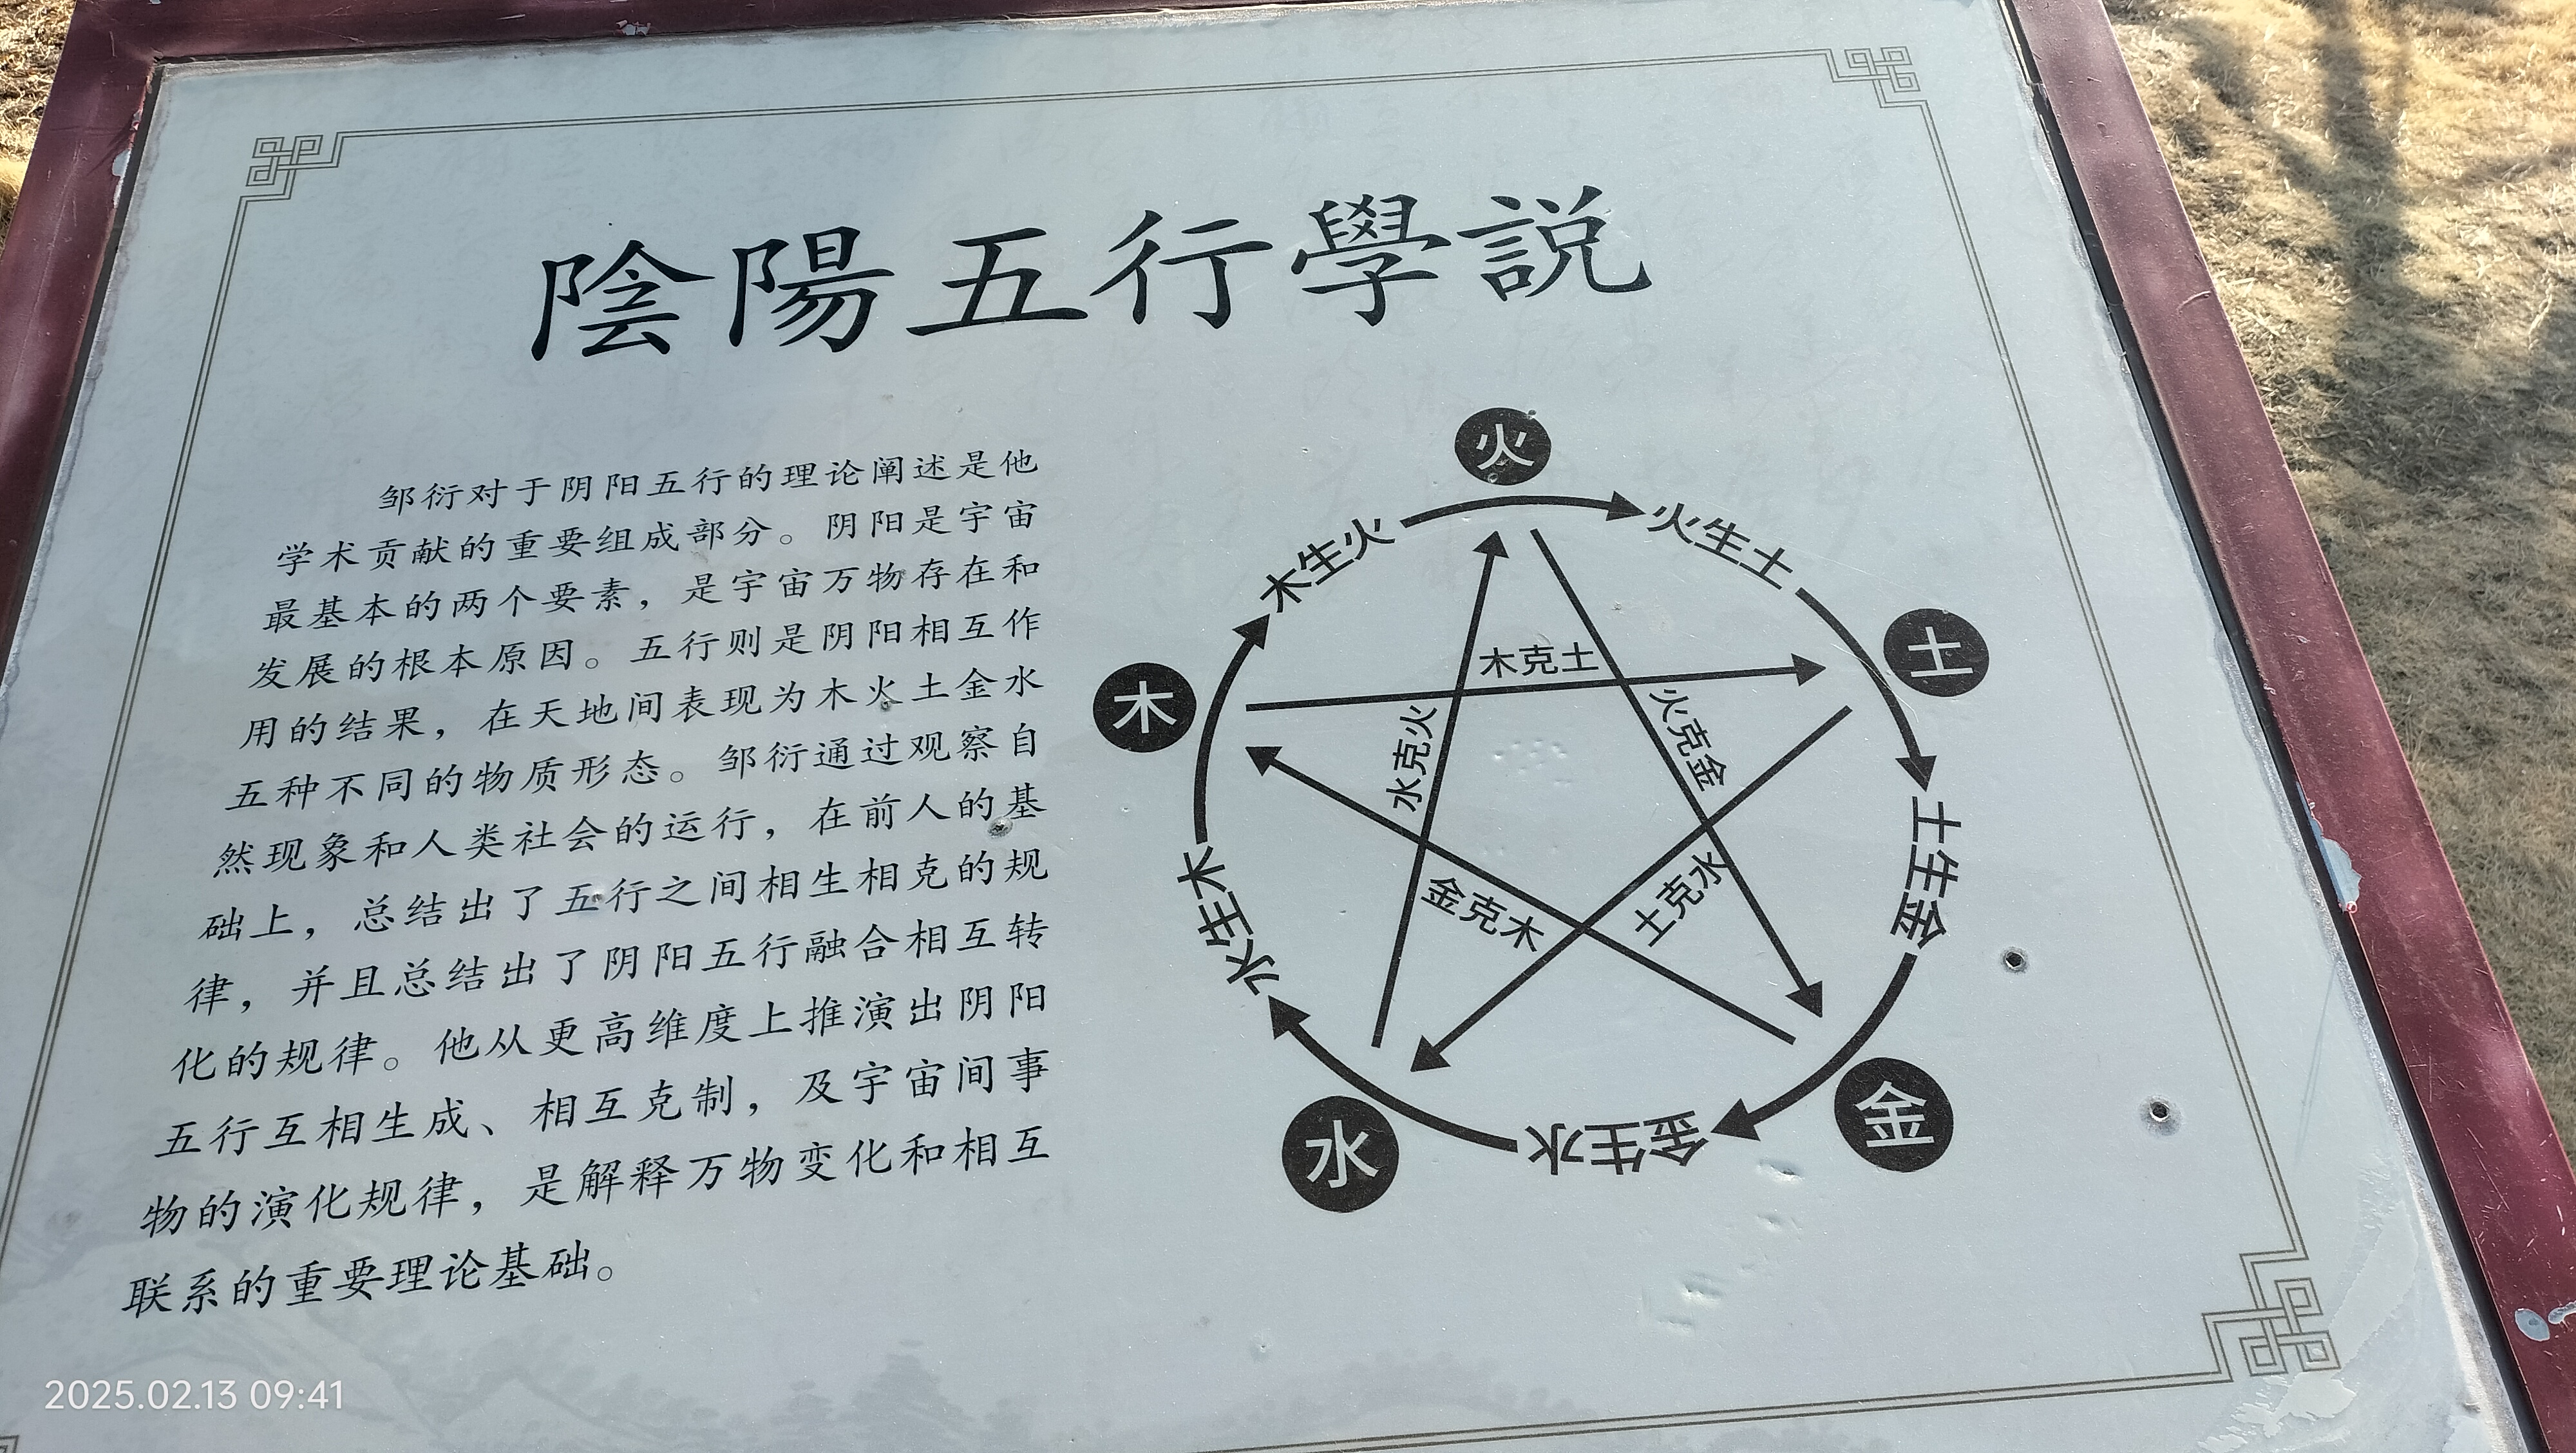 陰陽五行學説
邹衍对于阴阳五行的理论阐述是他
学术贡献的重要组成部分。阴阳是宇宙
最基本的两个要素，是宇宙万物存在和
发展的根本原因。五行则是阴阳相互作
用的结果，在天地间表现为木火土金水
五种不同的物质形态。邹衍通过观察自
然现象和人类社会的运行，在前人的基
础上，总结出了五行之间相生相克的规
律，并且总结出了阴阳五行融合相互转
化的规律。他从更高维度上推演出阴阳
五行互相生成、相互克制，及宇宙间事
物的演化规律，是解释万物变化和相互
联系的重要理论基础。
火
木生火
火生土
土
木
木克土
水克火
火克金
土生金
水生木
金克木
土克水
金
水
金生水
2025.02.13 09:41